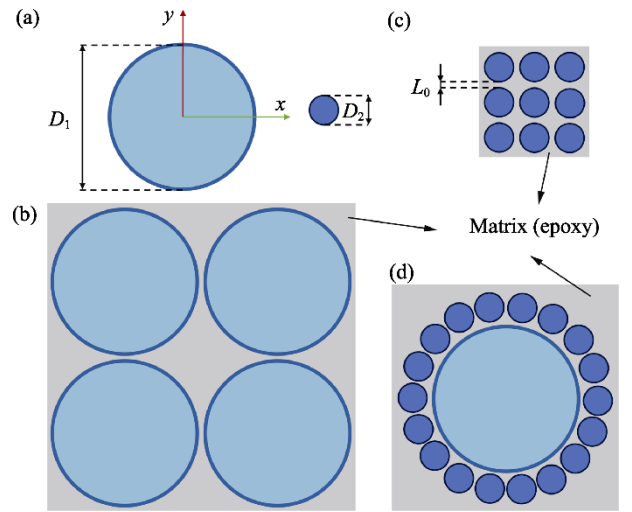 (a)
y
x
D1
D2
(c)
L0
(b)
Matrix (epoxy)
(d)